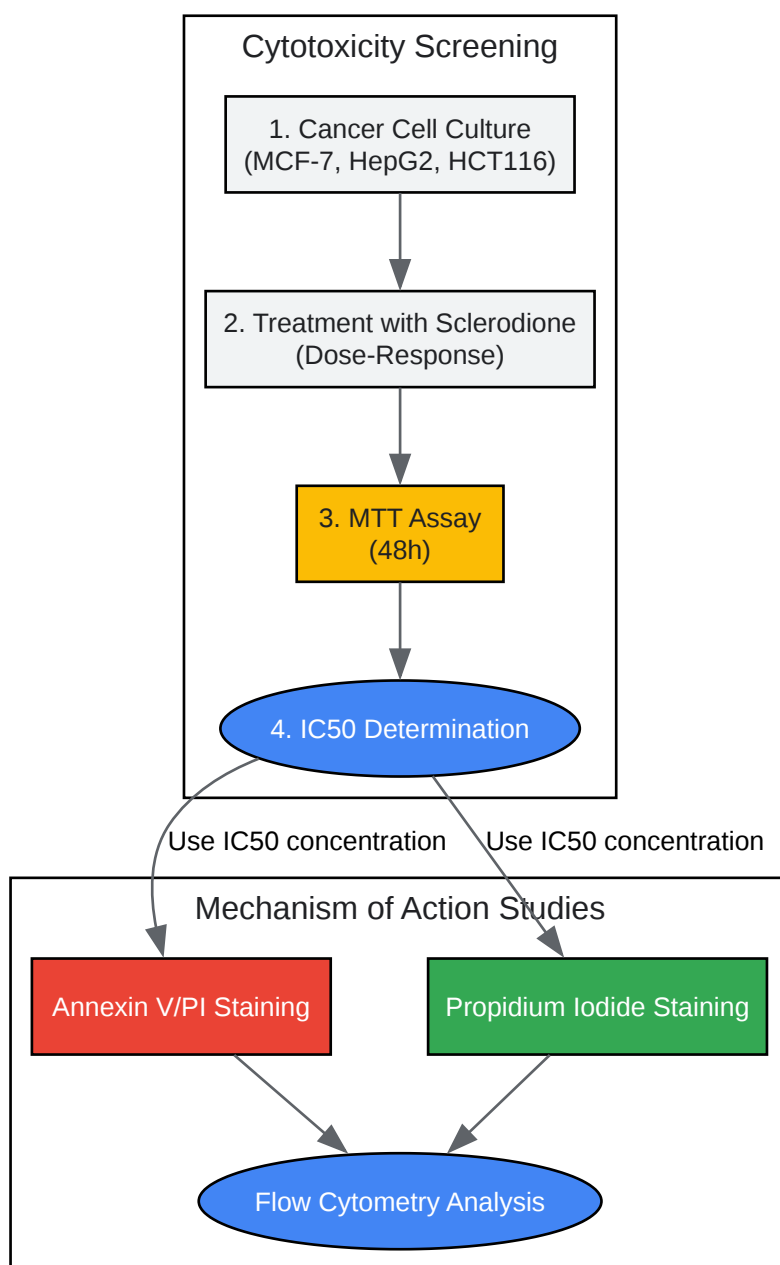 Cytotoxicity Screening
1. Cancer Cell Culture
(MCF-7, HepG2, HCT116)
2. Treatment with Sclerodione
(Dose-Response)
3. MTT Assay
(48h)
4. IC50 Determination
Use IC50 concentration
Use IC50 concentration
Mechanism of Action Studies
Annexin V/PI Staining
Propidium Iodide Staining
Flow Cytometry Analysis